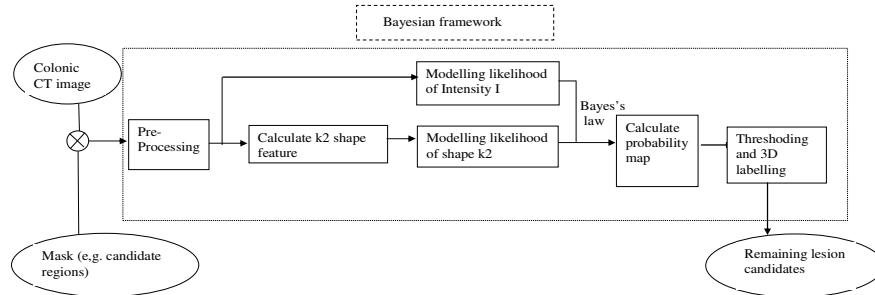 Bayesian framework
Colonic
CT image
Modelling likelihood
of Intensity I
Bayes's
law
Pre-
Processing
Calculate k2 shape
feature
Modelling likelihood
of shape k2
Calculate
probability
map
Threshoding
and 3D
labelling
Mask (e,g. candidate
regions)
Remaining lesion
candidates